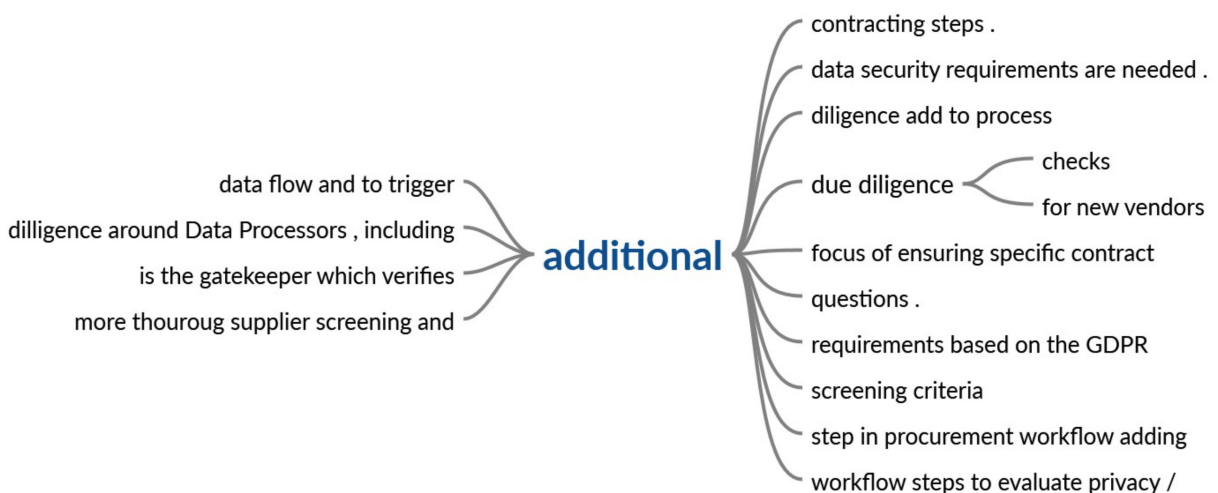 data flow and to trigger
dilligence around Data Processors , including
is the gatekeeper which verifies
more thouroug supplier screening and
additional
contracting steps .
data security requirements are needed .
diligence add to process
due diligence
checks
for new vendors
focus of ensuring specific contract
questions .
requirements based on the GDPR
screening criteria
step in procurement workflow adding
workflow steps to evaluate privacy /